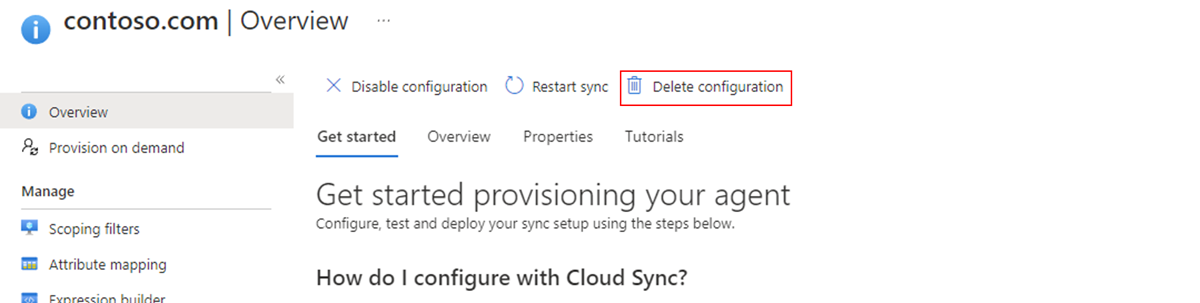 contoso.com | Overview ...
«
Disable configuration Restart sync Delete configuration
Overview
Get started Overview Properties Tutorials
Provision on demand
Manage
Get started provisioning your agent
Configure, test and deploy your sync setup using the steps below.
Scoping filters
Attribute mapping
How do I configure with Cloud Sync?
Expression builder